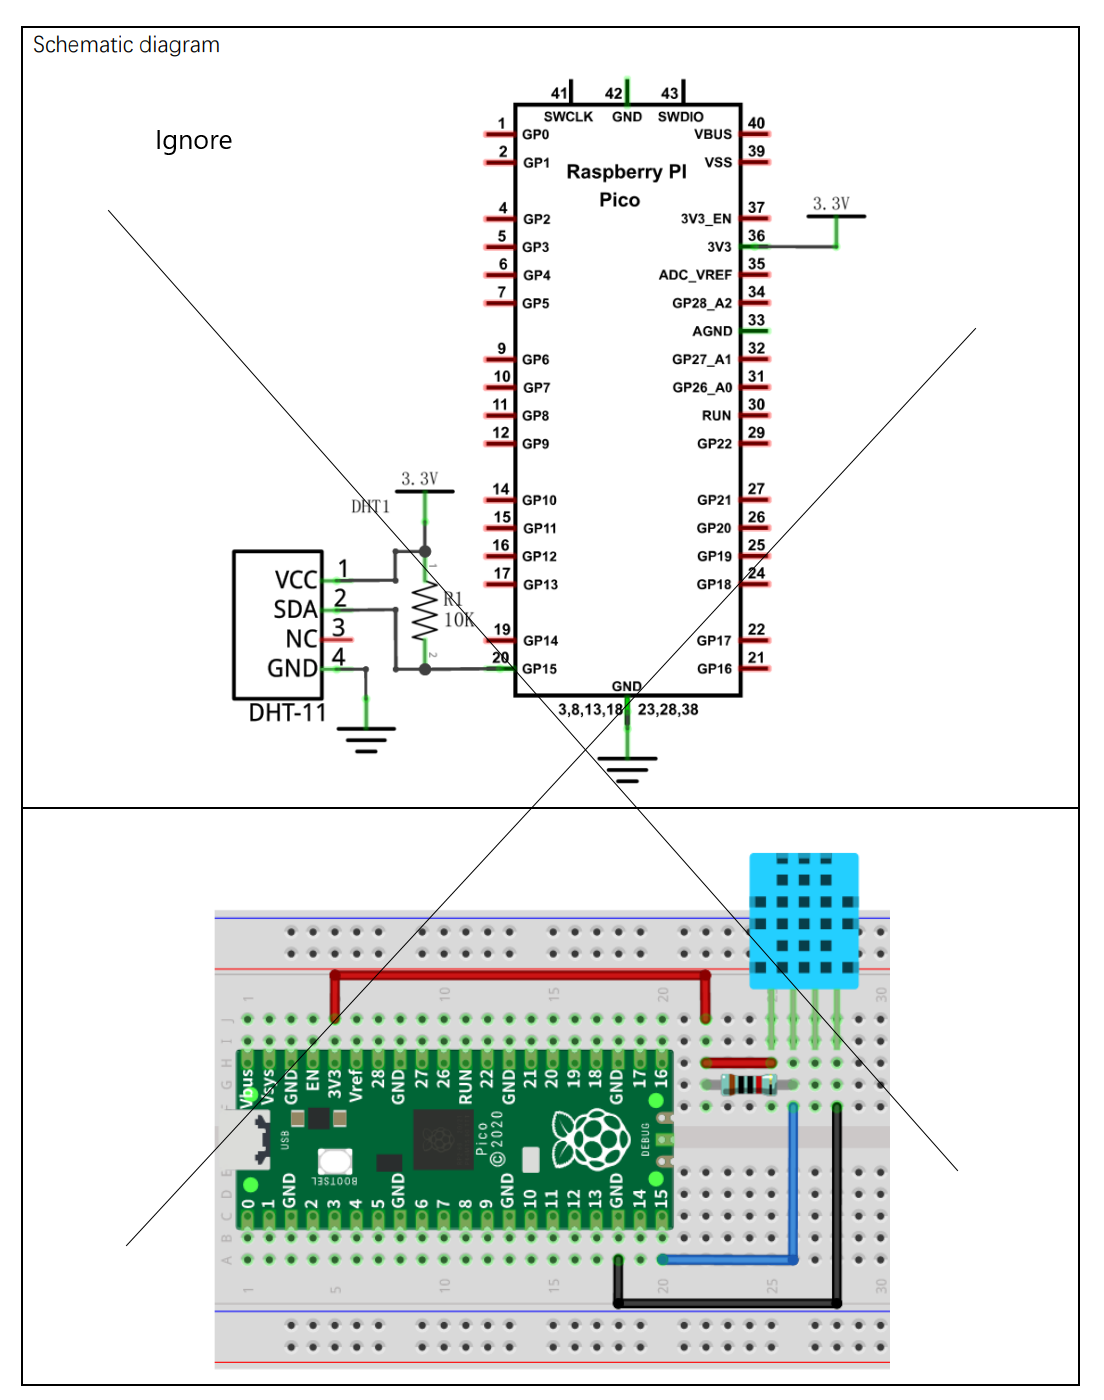 Schematic diagram
Ignore
41 42 43
SWCLK GND SWDIO
1 GP0 VBUS 40
2 GP1 VSS 39
Raspberry PI
Pico
4 GP2 3V3_EN 37
3.3V
5 GP3 3V3 36
6 GP4 ADC_VREF 35
7 GP5 GP28_A2 34
AGND 33
9 GP6 GP27_A1 32
10 GP7 GP26_A0 31
11 GP8 RUN 30
12 GP9 GP22 29
3.3V
DHT1
14 GP10 GP21 27
15 GP11 GP20 26
16 GP12 GP19 25
17 GP13 GP18 24
19 GP14 GP17 22
20 GP15 GP16 21
GND
3,8,13,18 23,28,38
VCC 1
SDA 2
NC 3
GND 4
DHT-11
1
R1
10K
2
1 10 15 20 30
J
I
H
G
Vbus Vsys GND EN 3V3 Vref 28 GND 27 26 RUN 22 GND 21 20 19 18 GND 17 16
USB
BOOTSEL
Pico
©2020
DEBUG
0 1 GND 2 3 4 5 GND 6 7 8 9 GND 10 11 12 13 GND 14 15
E
D
C
B
A
1 5 10 15 20 25 30